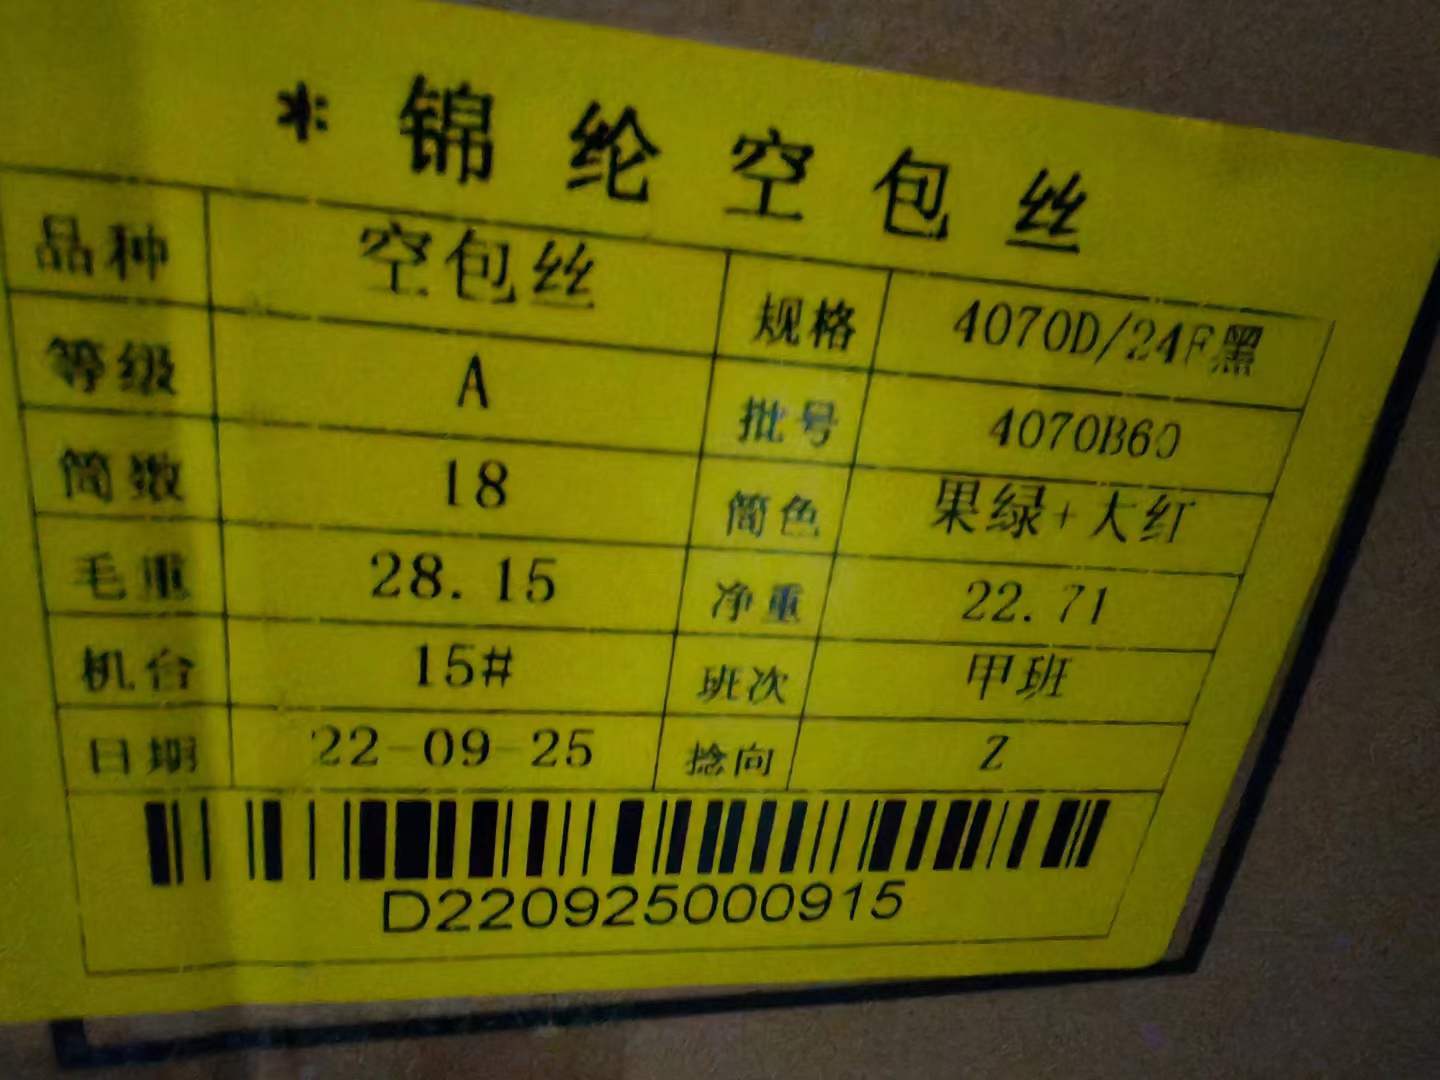 *锦纶空包丝
品种 空包丝 规格 4070D/24F黑
等级 A 批号 4070B60
筒数 18 筒色 果绿+大红
毛重 28.15 净重 22.71
机台 15# 班次 甲班
日期 22-09-25 捻向 Z
D220925000915